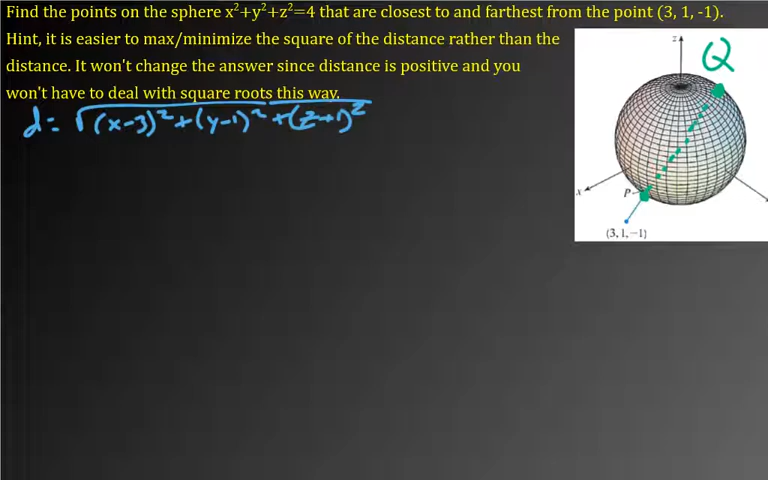 Find the points on the sphere x²+y²+z²=4 that are closest to and farthest from the point (3, 1, -1).
Hint, it is easier to max/minimize the square of the distance rather than the
distance. It won't change the answer since distance is positive and you
won't have to deal with square roots this way.
d= √(x-3)²+(y-1)²+(z+1)²
z
Q
x
P
(3, 1, −1)